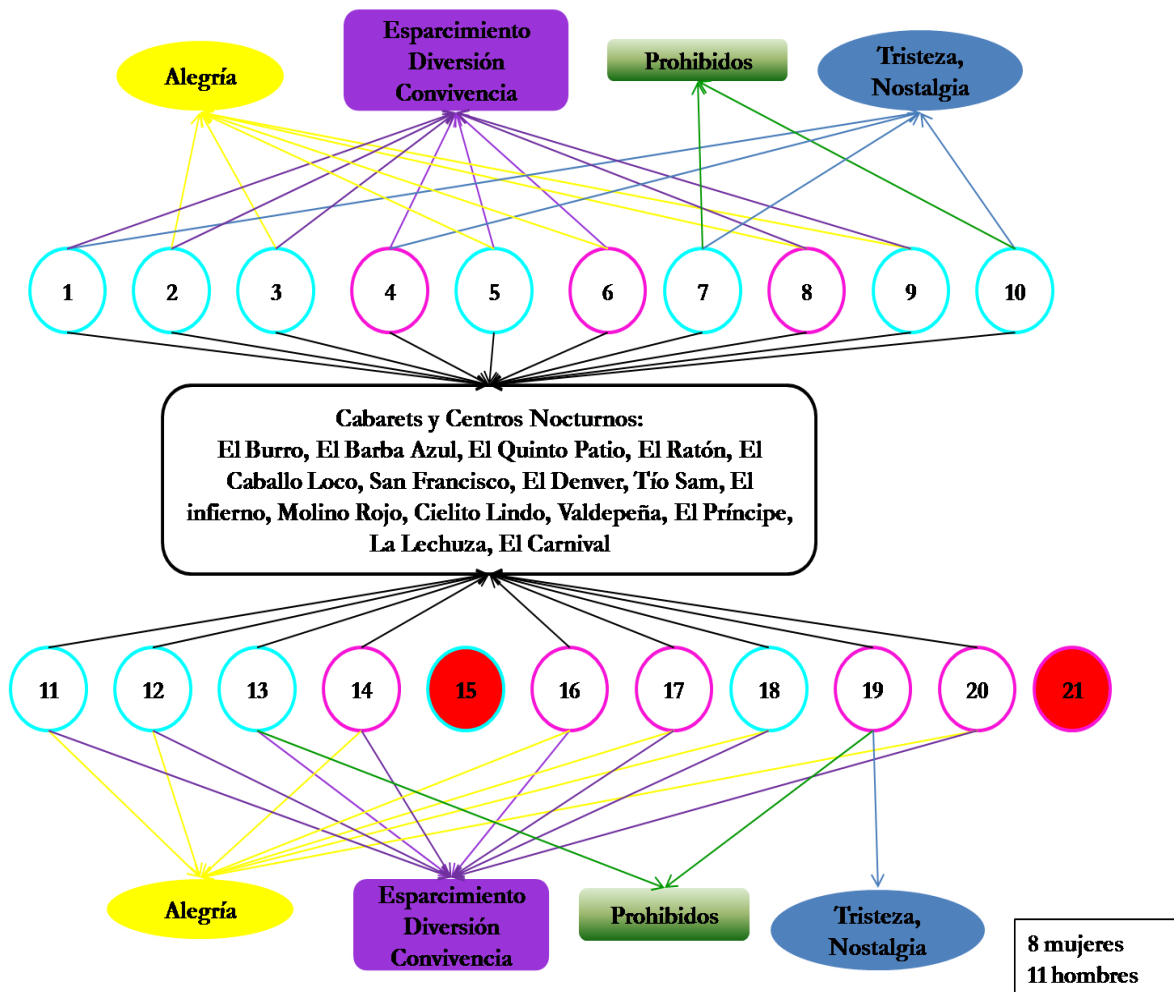 Alegría
Esparcimiento
Diversión
Convivencia
Prohibidos
Tristeza,
Nostalgia
1 2 3 4 5 6 7 8 9 10
Cabarets y Centros Nocturnos:
El Burro, El Barba Azul, El Quinto Patio, El Ratón, El
Caballo Loco, San Francisco, El Denver, Tío Sam, El
infierno, Molino Rojo, Cielito Lindo, Valdepeña, El Príncipe,
La Lechuza, El Carnival
11 12 13 14 15 16 17 18 19 20 21
Alegría
Esparcimiento
Diversión
Convivencia
Prohibidos
Tristeza,
Nostalgia
8 mujeres
11 hombres